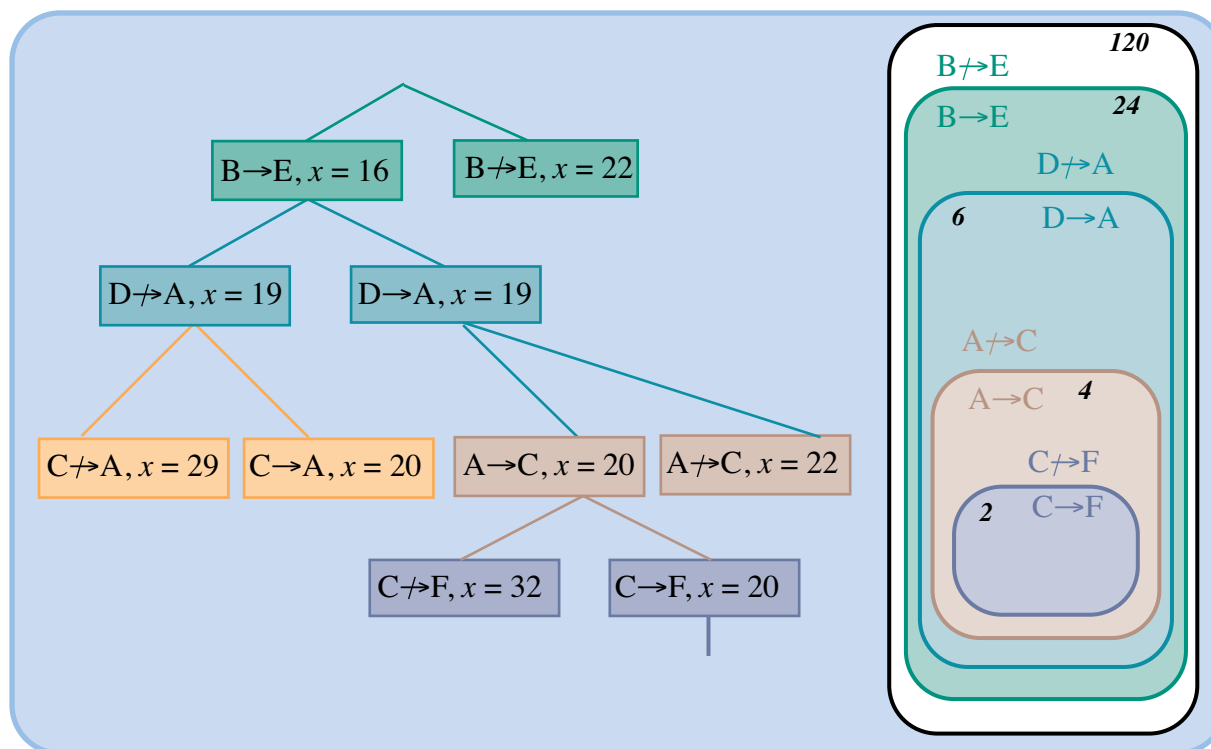 B→E, x = 16
B↛E, x = 22
D↛A, x = 19
D→A, x = 19
C↛A, x = 29
C→A, x = 20
A→C, x = 20
A↛C, x = 22
C↛F, x = 32
C→F, x = 20
120
B↛E
24
B→E
D↛A
6
D→A
A↛C
4
A→C
C↛F
2
C→F